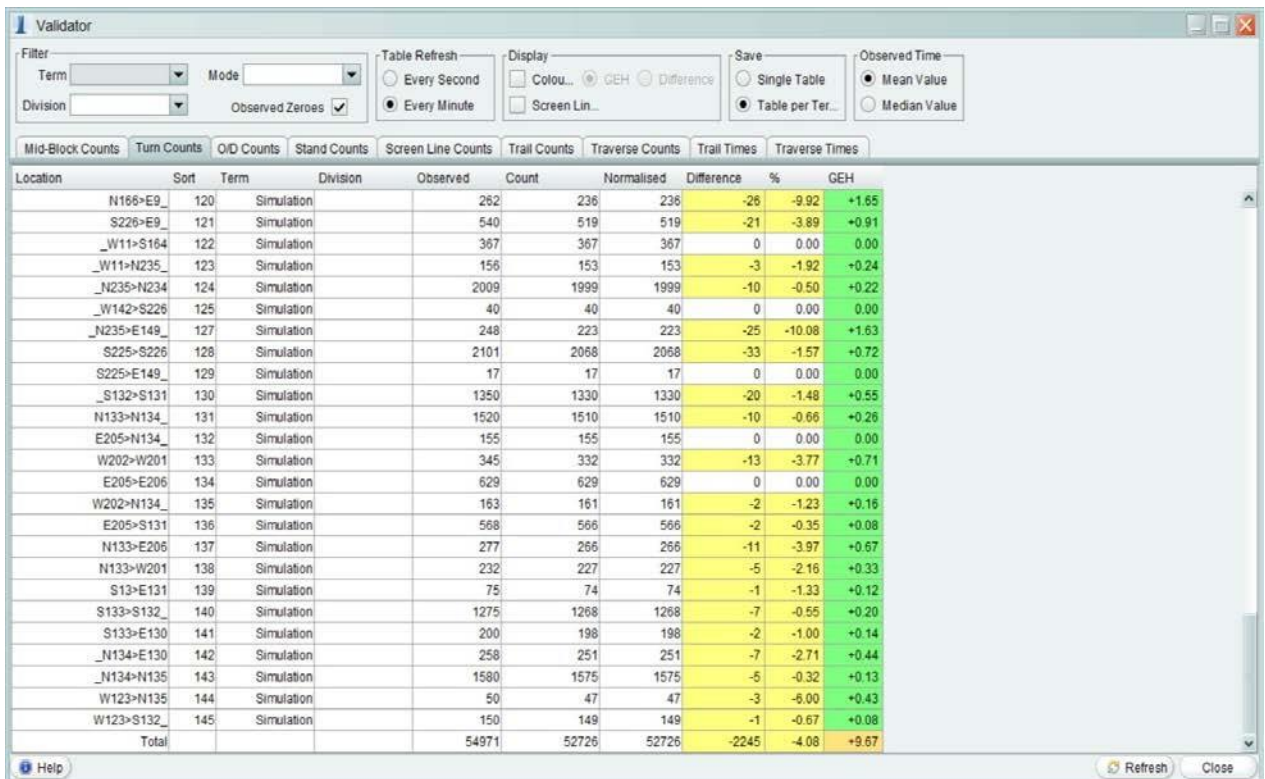 Validator
Filter
Table Refresh
Display
Save
Observed Time
Term
Mode
Every Second
Colou...
GEH
Difference
Single Table
Mean Value
Division
Observed Zeroes
Every Minute
Screen Lin...
Table per Ter...
Median Value
Mid-Block Counts Turn Counts O/D Counts Stand Counts Screen Line Counts Trail Counts Traverse Counts Trail Times Traverse Times
Location Sort Term Division Observed Count Normalised Difference % GEH
N166>E9_ 120 Simulation 262 236 236 -26 -9.92 +1.65
S226>E9_ 121 Simulation 540 519 519 -21 -3.89 +0.91
_W11>S164 122 Simulation 367 367 367 0 0.00 0.00
_W11>N235_ 123 Simulation 156 153 153 -3 -1.92 +0.24
_N235>N234 124 Simulation 2009 1999 1999 -10 -0.50 +0.22
_W142>S226 125 Simulation 40 40 40 0 0.00 0.00
_N235>E149_ 127 Simulation 248 223 223 -25 -10.08 +1.63
S225>S226 128 Simulation 2101 2068 2068 -33 -1.57 +0.72
S225>E149_ 129 Simulation 17 17 17 0 0.00 0.00
_S132>S131 130 Simulation 1350 1330 1330 -20 -1.48 +0.55
N133>N134_ 131 Simulation 1520 1510 1510 -10 -0.66 +0.26
E205>N134_ 132 Simulation 155 155 155 0 0.00 0.00
W202>W201 133 Simulation 345 332 332 -13 -3.77 +0.71
E205>E206 134 Simulation 629 629 629 0 0.00 0.00
W202>N134_ 135 Simulation 163 161 161 -2 -1.23 +0.16
E205>S131 136 Simulation 568 566 566 -2 -0.35 +0.08
N133>E206 137 Simulation 277 266 266 -11 -3.97 +0.67
N133>W201 138 Simulation 232 227 227 -5 -2.16 +0.33
S13>E131 139 Simulation 75 74 74 -1 -1.33 +0.12
S133>S132_ 140 Simulation 1275 1268 1268 -7 -0.55 +0.20
S133>E130 141 Simulation 200 198 198 -2 -1.00 +0.14
_N134>E130 142 Simulation 258 251 251 -7 -2.71 +0.44
_N134>N135 143 Simulation 1580 1575 1575 -5 -0.32 +0.13
W123>N135 144 Simulation 50 47 47 -3 -6.00 +0.43
W123>S132_ 145 Simulation 150 149 149 -1 -0.67 +0.08
Total 54971 52726 52726 -2245 -4.08 +9.67
Help
Refresh
Close